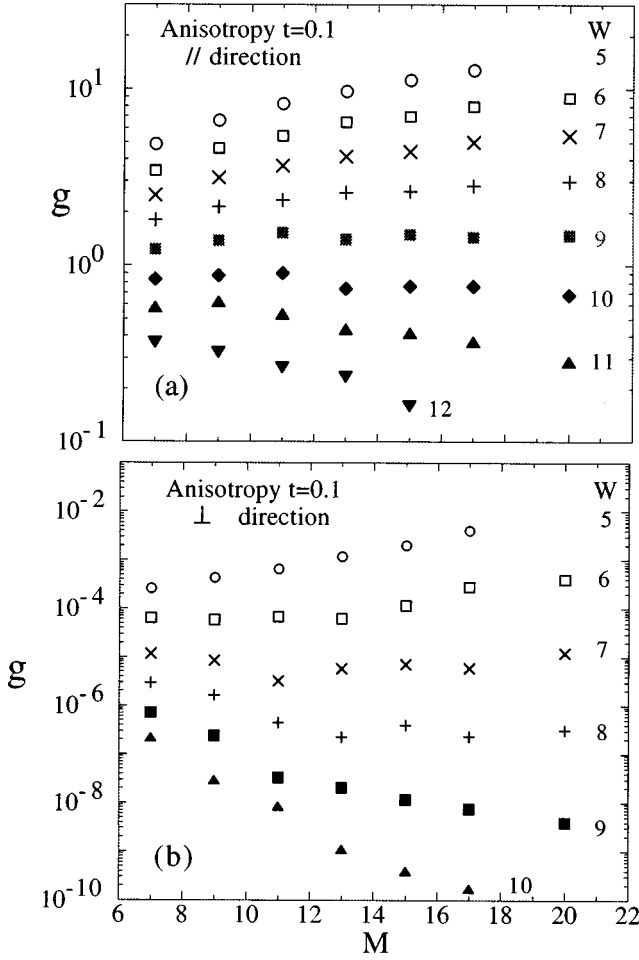 Anisotropy t=0.1
// direction
W
5
6
7
8
9
10
11
12
10^1
10^0
10^-1
g
(a)
Anisotropy t=0.1
⊥ direction
W
5
6
7
8
9
10
10^-2
10^-4
10^-6
10^-8
10^-10
g
(b)
6 8 10 12 14 16 18 20 22
M